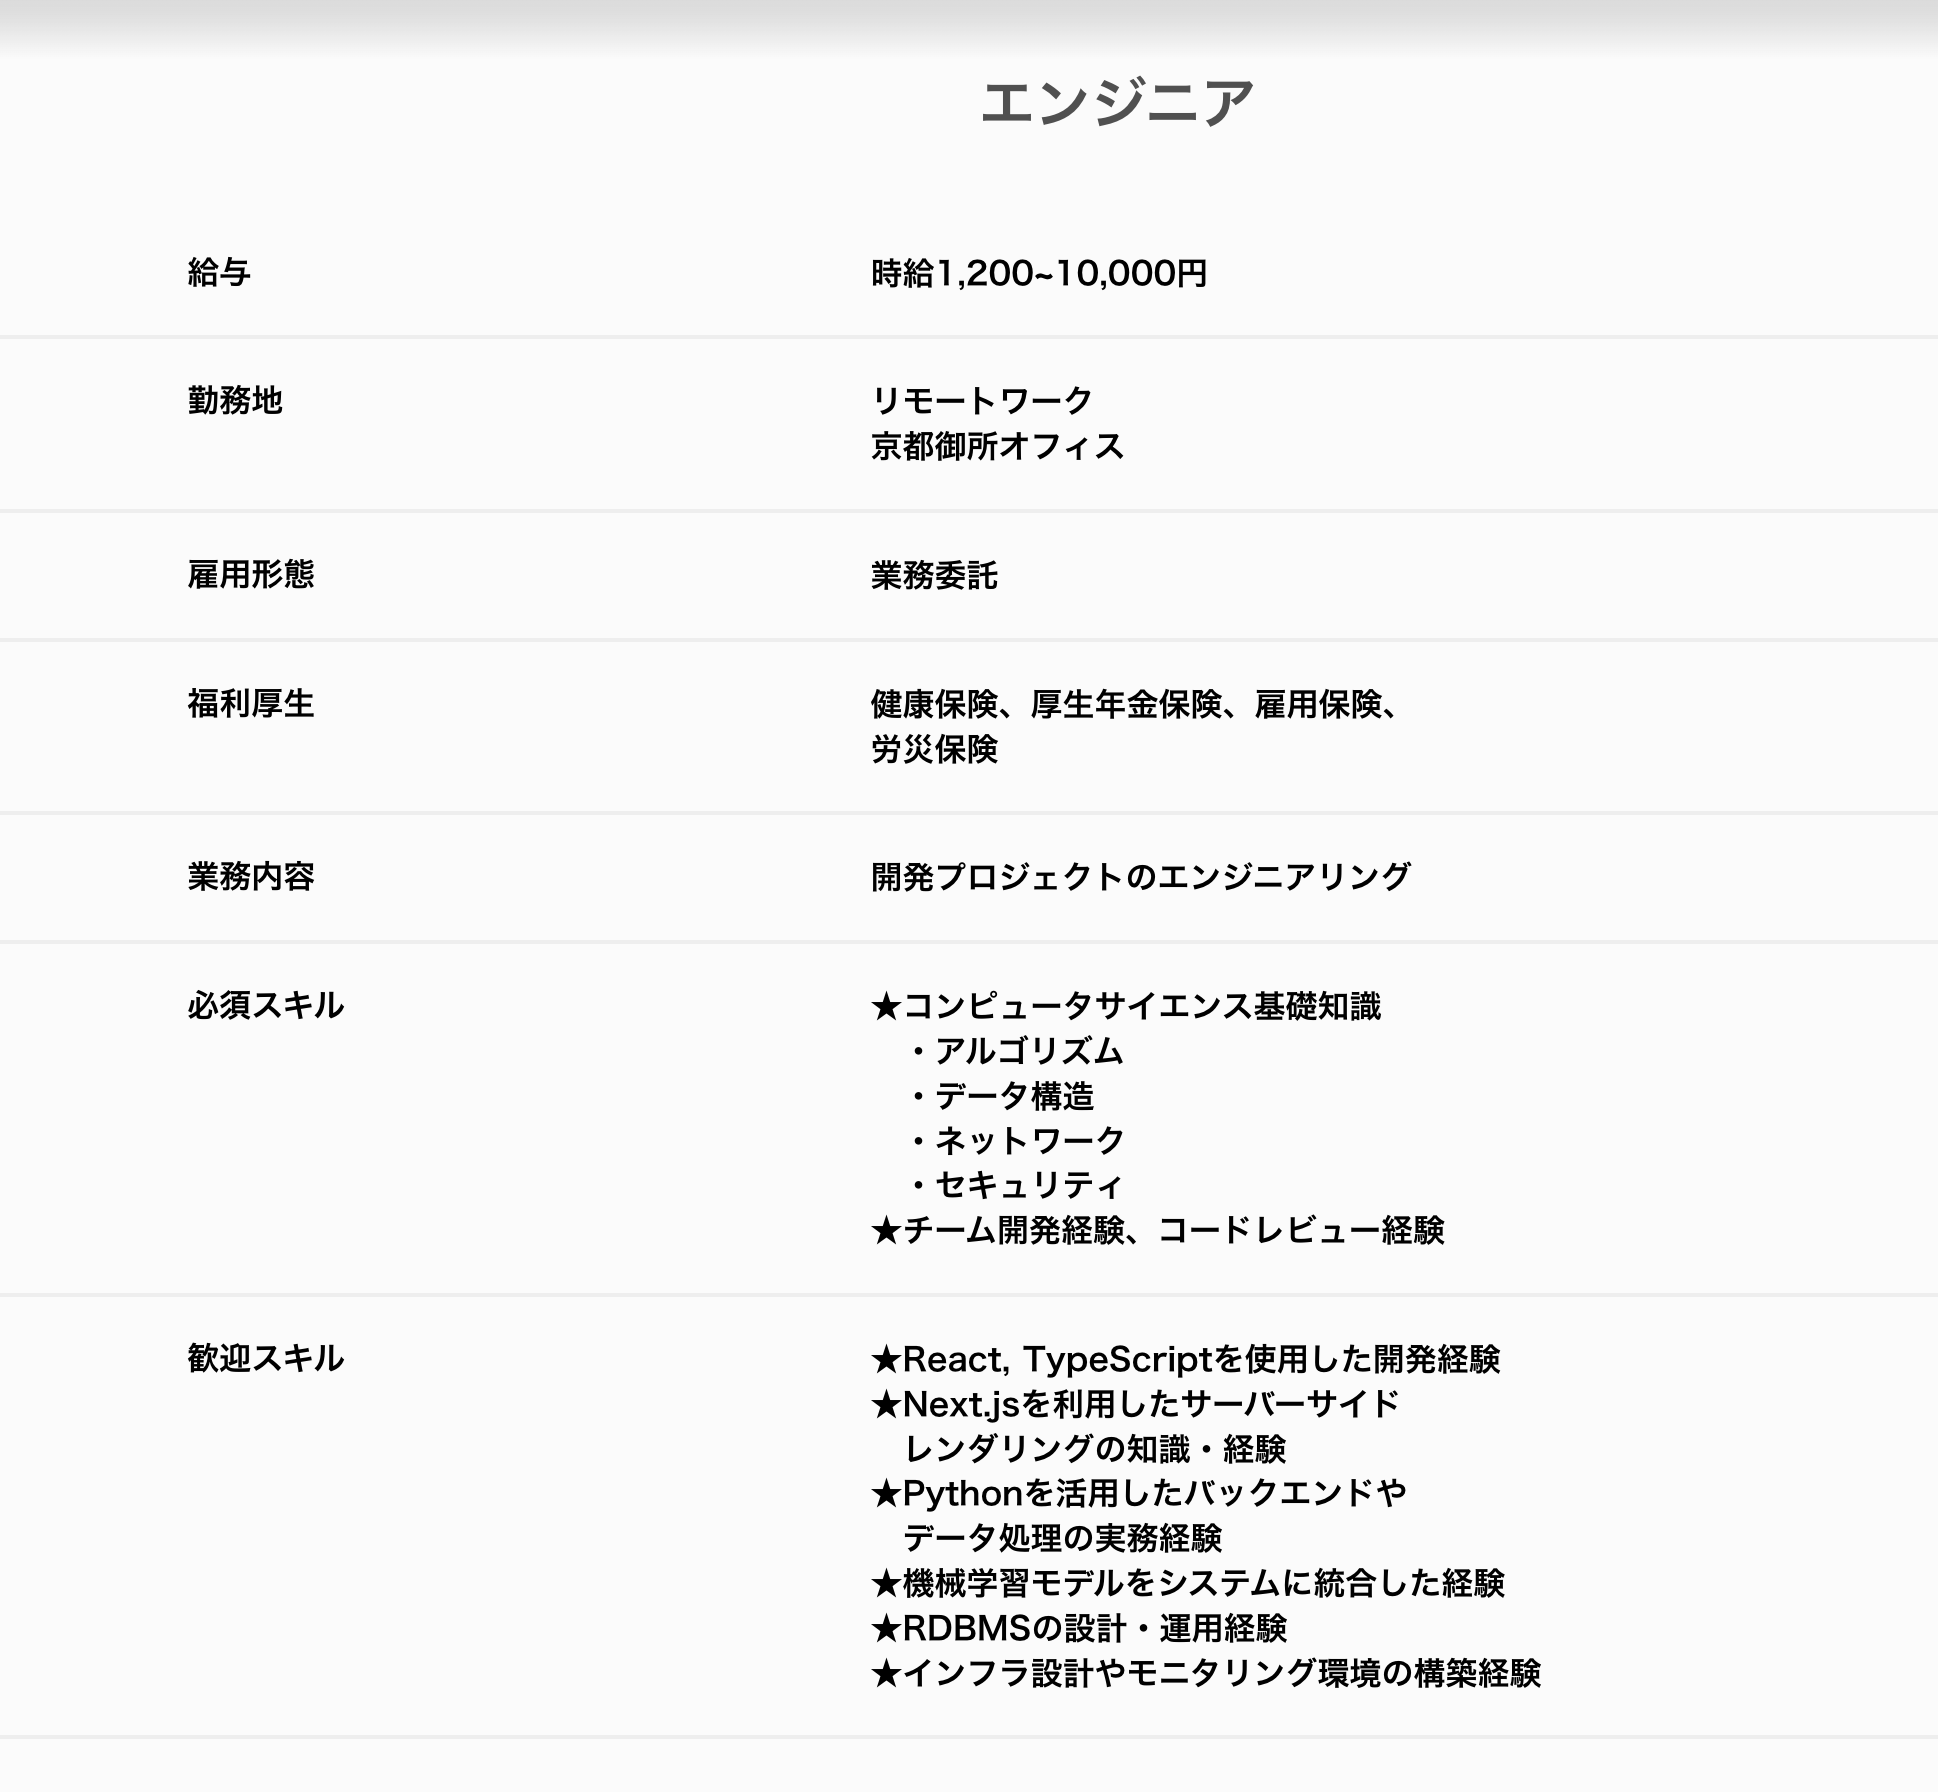 エンジニア
給与
時給1,200~10,000円
勤務地
リモートワーク
京都御所オフィス
雇用形態
業務委託
福利厚生
健康保険、厚生年金保険、雇用保険、
労災保険
業務内容
開発プロジェクトのエンジニアリング
必須スキル
★コンピュータサイエンス基礎知識
・アルゴリズム
・データ構造
・ネットワーク
・セキュリティ
★チーム開発経験、コードレビュー経験
歓迎スキル
★React, TypeScriptを使用した開発経験
★Next.jsを利用したサーバーサイド
レンダリングの知識・経験
★Pythonを活用したバックエンドや
データ処理の実務経験
★機械学習モデルをシステムに統合した経験
★RDBMSの設計・運用経験
★インフラ設計やモニタリング環境の構築経験